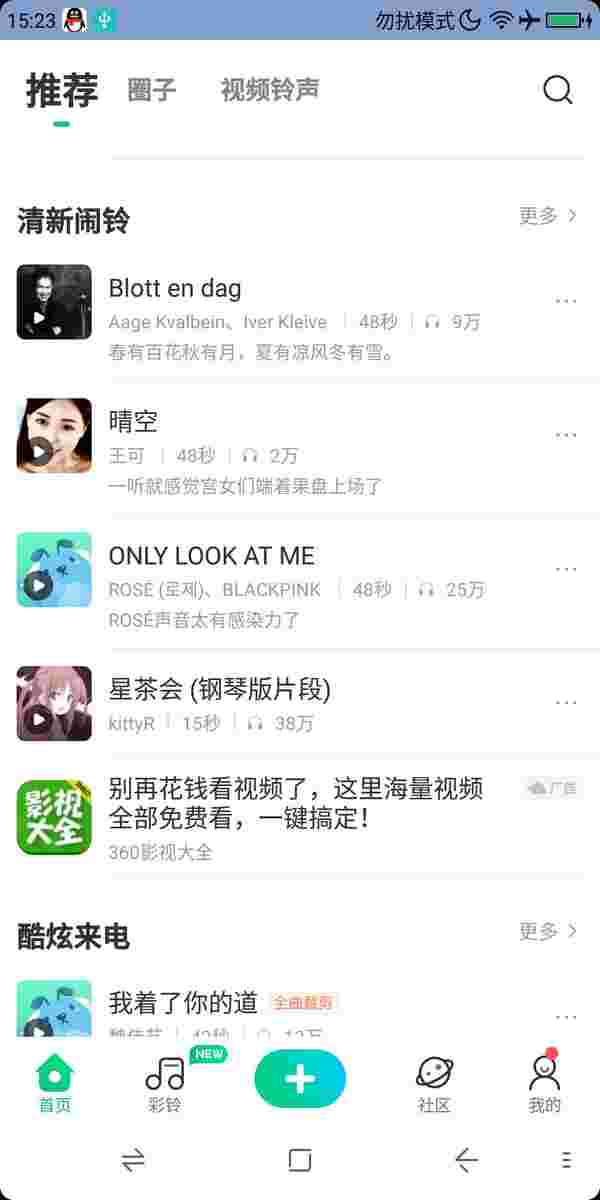 15:23
勿扰模式
推荐 圈子 视频铃声
清新闹铃 更多
Blott en dag
Aage Kvalbein、Iver Kleive 48秒 9万
春有百花秋有月，夏有凉风冬有雪。
晴空
王可 48秒 2万
一听就感觉宫女们端着果盘上场了
ONLY LOOK AT ME
ROSÉ (로제)、BLACKPINK 48秒 25万
ROSÉ声音太有感染力了
星茶会 (钢琴版片段)
kittyR 15秒 38万
影视
大全
别再花钱看视频了，这里海量视频
全部免费看，一键搞定！
广告
360影视大全
酷炫来电 更多
我着了你的道 全曲裁剪
NEW
首页 彩铃 社区 我的